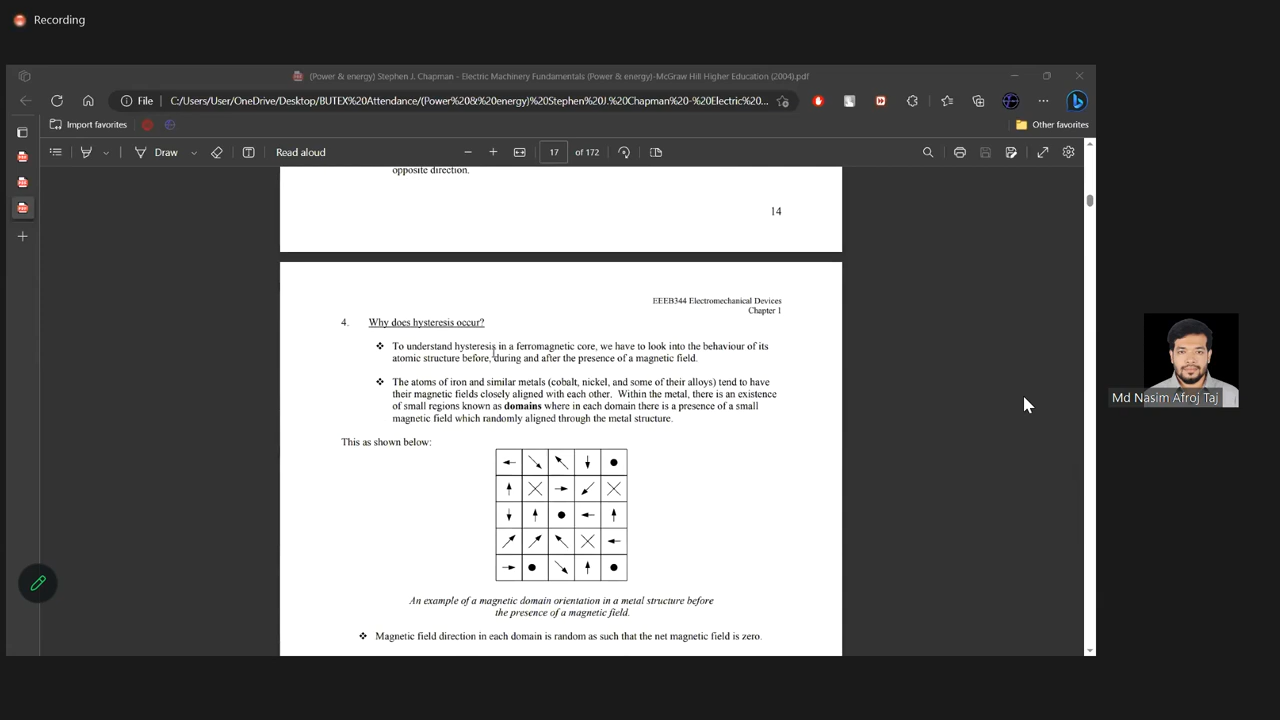 Recording
(Power & energy) Stephen J. Chapman - Electric Machinery Fundamentals (Power & energy)-McGraw Hill Higher Education (2004).pdf
File C:/Users/User/OneDrive/Desktop/BUTEX%20Attendance/(Power%20&%20energy)%20Stephen%20J.%20Chapman%20-%20Electric%20...
Import favorites
Other favorites
Draw
Read aloud
17 of 172
opposite direction.
14
EEEB344 Electromechanical Devices
Chapter 1
4. Why does hysteresis occur?
❖ To understand hysteresis in a ferromagnetic core, we have to look into the behaviour of its
atomic structure before, during and after the presence of a magnetic field.
❖ The atoms of iron and similar metals (cobalt, nickel, and some of their alloys) tend to have
their magnetic fields closely aligned with each other. Within the metal, there is an existence
of small regions known as domains where in each domain there is a presence of a small
magnetic field which randomly aligned through the metal structure.
This as shown below:
An example of a magnetic domain orientation in a metal structure before
the presence of a magnetic field.
❖ Magnetic field direction in each domain is random as such that the net magnetic field is zero.
Md Nasim Afroj Taj